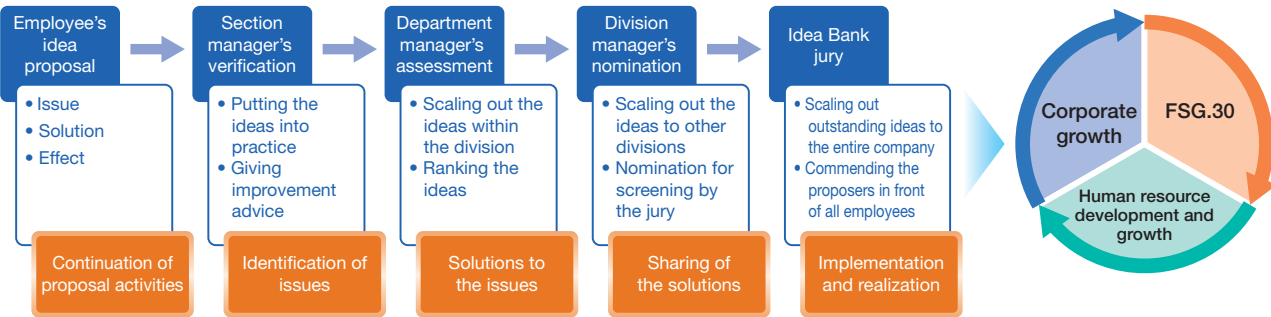 Employee's
idea
proposal
• Issue
• Solution
• Effect
Continuation of
proposal activities
Section
manager's
verification
• Putting the
ideas into
practice
• Giving
improvement
advice
Identification of
issues
Department
manager's
assessment
• Scaling out the
ideas within
the division
• Ranking the
ideas
Solutions to
the issues
Division
manager's
nomination
• Scaling out the
ideas to other
divisions
• Nomination for
screening by
the jury
Sharing of
the solutions
Idea Bank
jury
• Scaling out
outstanding ideas to
the entire company
• Commending the
proposers in front
of all employees
Implementation
and realization
Corporate
growth
FSG.30
Human resource
development and
growth